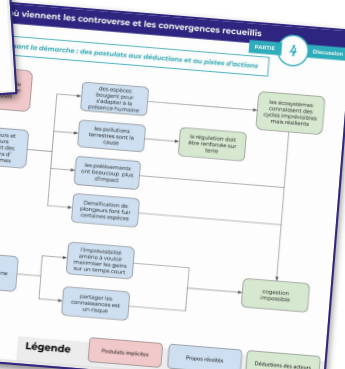 où viennent les controverse et les convergences recueillis
PARTIE 4 Discussion
sant la démarche : des postulats aux déductions et au pistes d'actions
des espèces
bougent pour
s'adapter à la
présence humaine
les écosystèmes
connaissent des
cycles imprévisibles
mais résilients
les pollutions
terrestres sont la
cause
la régulation doit
être renforcée sur
terre
les prélèvements
ont beaucoup plus
d'impact
Densification de
plongeurs font fuir
certaines espèces
l'imprévisibilité
amène à vouloir
maximiser les gains
sur un temps court
partager les
connaissances est
un risque
cogestion
impossible
Légende
Postulats explicites
Propos récoltés
Déductions des acteurs